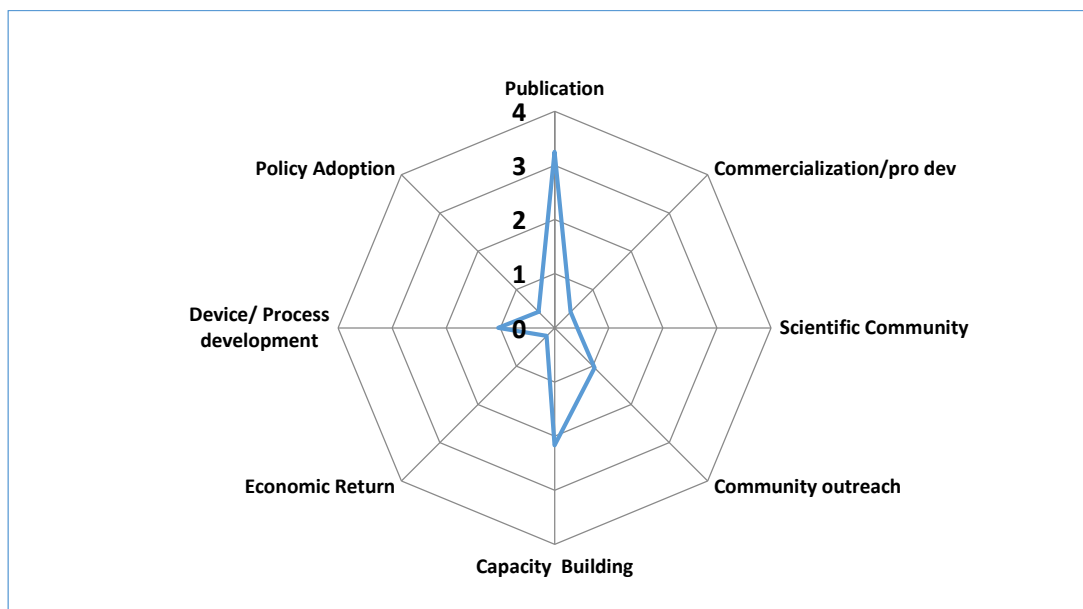 Publication
4
Policy Adoption
3
Commercialization/pro dev
2
1
Device/ Process
development
0
Scientific Community
Economic Return
Community outreach
Capacity  Building